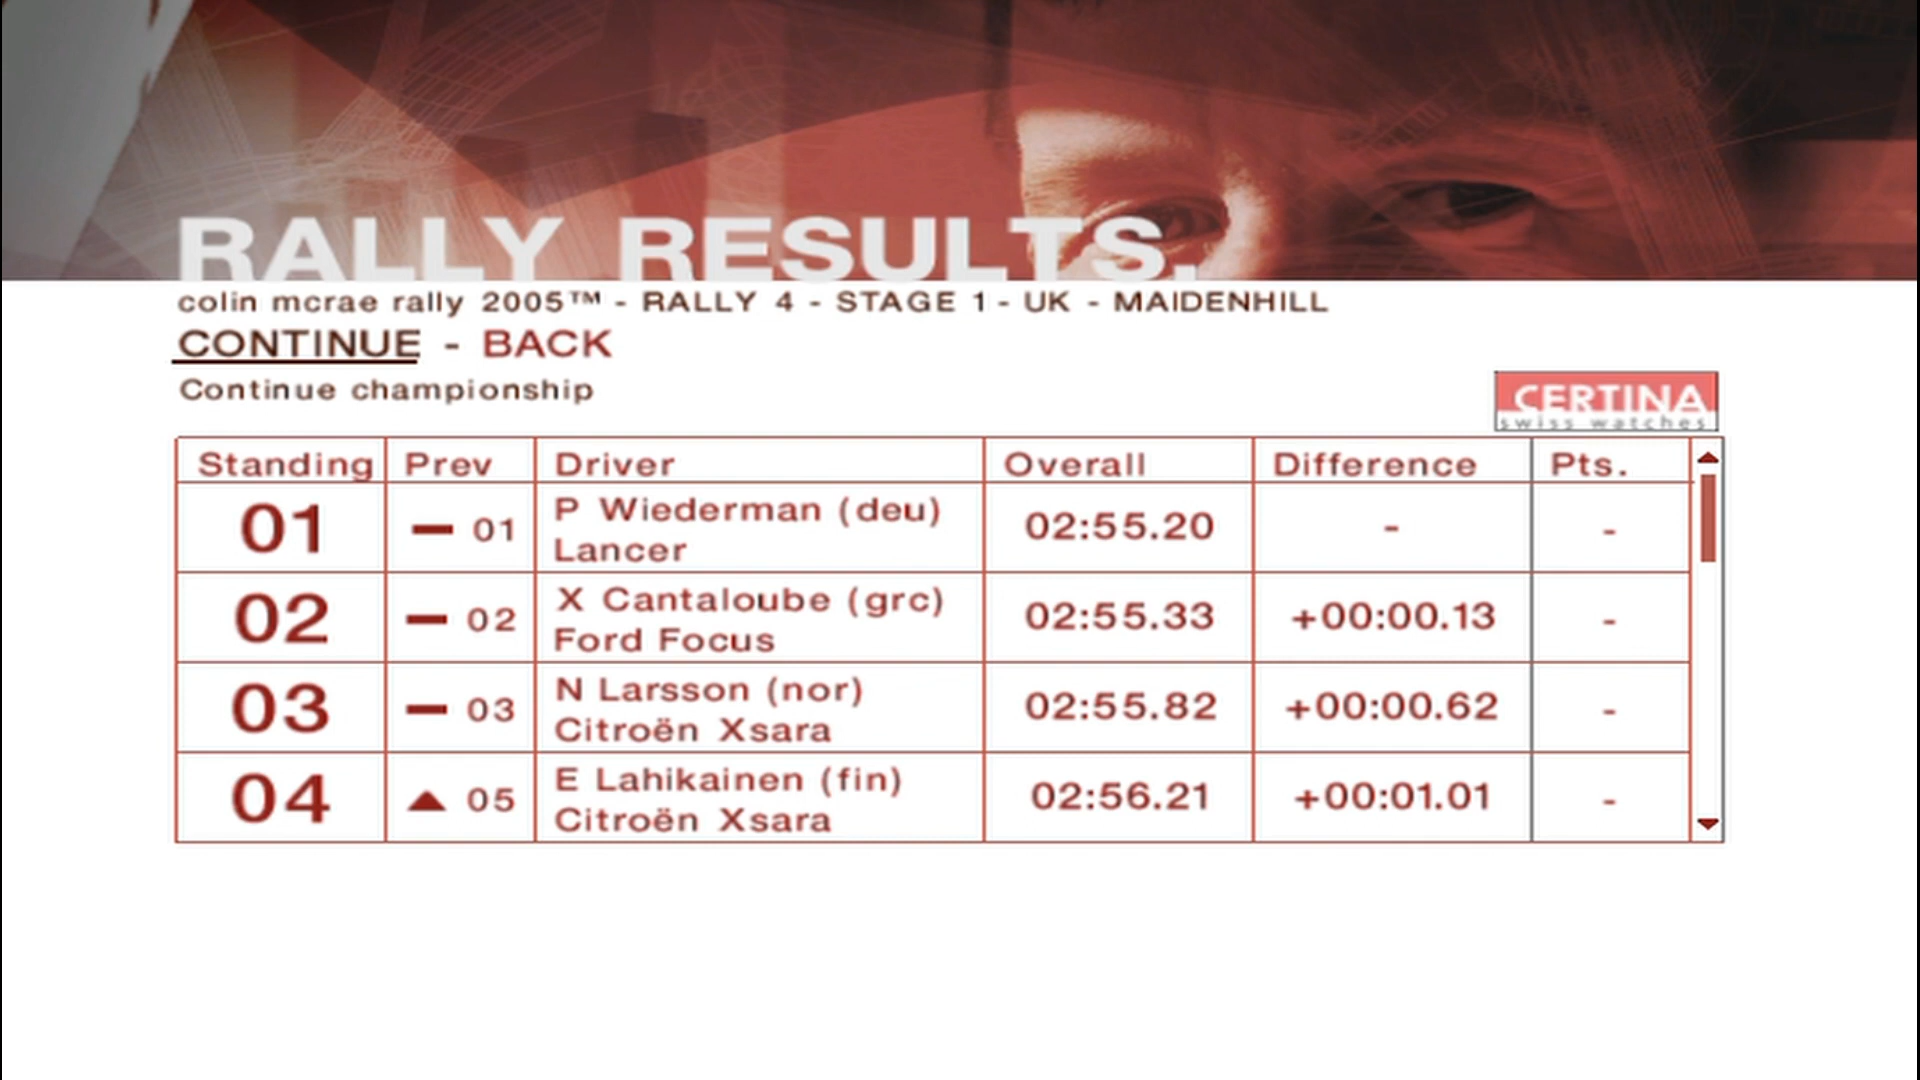 RALLY RESULTS.
colin mcrae rally 2005™ - RALLY 4 - STAGE 1 - UK - MAIDENHILL
CONTINUE - BACK
Continue championship
CERTINA
swiss watches
Standing Prev Driver Overall Difference Pts.
01 01 P Wiederman (deu) 02:55.20 - -
Lancer
02 02 X Cantaloube (grc) 02:55.33 +00:00.13 -
Ford Focus
03 03 N Larsson (nor) 02:55.82 +00:00.62 -
Citroën Xsara
04 05 E Lahikainen (fin) 02:56.21 +00:01.01 -
Citroën Xsara